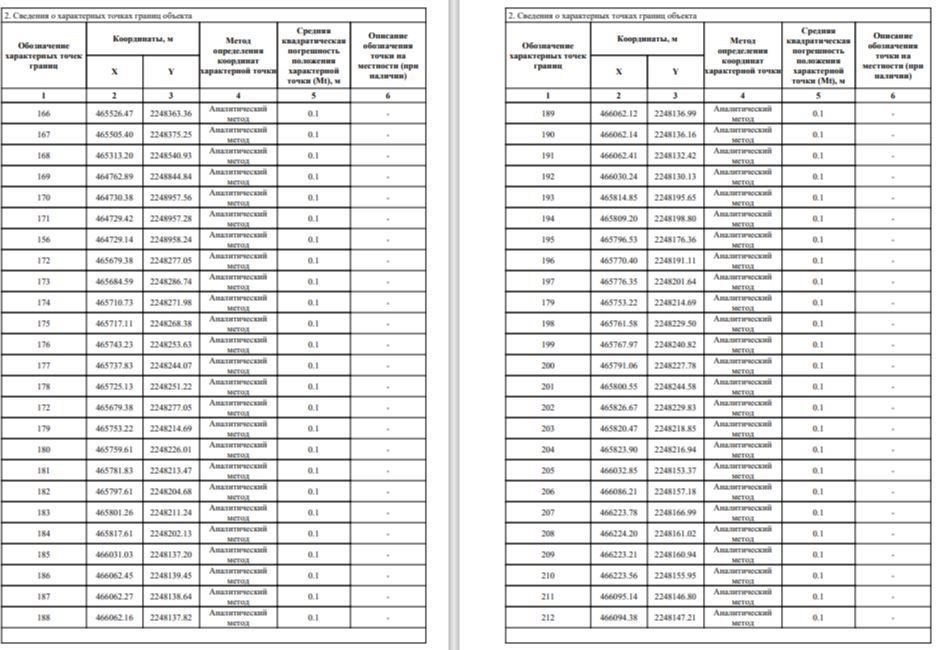 2. Сведения о характерных точках границ объекта
Обозначение характерных точек границ | Координаты, м | Метод определения координат характерной точки | Средняя квадратическая погрешность положения характерной точки (Mt), м | Описание обозначения точки на местности (при наличии)
X | Y
1 | 2 | 3 | 4 | 5 | 6
166 | 465526.47 | 2248363.36 | Аналитический метод | 0.1 | -
167 | 465505.40 | 2248375.25 | Аналитический метод | 0.1 | -
168 | 465313.20 | 2248540.93 | Аналитический метод | 0.1 | -
169 | 464762.89 | 2248844.84 | Аналитический метод | 0.1 | -
170 | 464730.38 | 2248957.56 | Аналитический метод | 0.1 | -
171 | 464729.42 | 2248957.28 | Аналитический метод | 0.1 | -
156 | 464729.14 | 2248958.24 | Аналитический метод | 0.1 | -
172 | 465679.38 | 2248277.05 | Аналитический метод | 0.1 | -
173 | 465684.59 | 2248286.74 | Аналитический метод | 0.1 | -
174 | 465710.73 | 2248271.98 | Аналитический метод | 0.1 | -
175 | 465717.11 | 2248268.38 | Аналитический метод | 0.1 | -
176 | 465743.23 | 2248253.63 | Аналитический метод | 0.1 | -
177 | 465737.83 | 2248244.07 | Аналитический метод | 0.1 | -
178 | 465725.13 | 2248251.22 | Аналитический метод | 0.1 | -
172 | 465679.38 | 2248277.05 | Аналитический метод | 0.1 | -
179 | 465753.22 | 2248214.69 | Аналитический метод | 0.1 | -
180 | 465759.61 | 2248226.01 | Аналитический метод | 0.1 | -
181 | 465781.83 | 2248213.47 | Аналитический метод | 0.1 | -
182 | 465797.61 | 2248204.68 | Аналитический метод | 0.1 | -
183 | 465801.26 | 2248211.24 | Аналитический метод | 0.1 | -
184 | 465817.61 | 2248202.13 | Аналитический метод | 0.1 | -
185 | 466031.03 | 2248137.20 | Аналитический метод | 0.1 | -
186 | 466062.45 | 2248139.45 | Аналитический метод | 0.1 | -
187 | 466062.27 | 2248138.64 | Аналитический метод | 0.1 | -
188 | 466062.16 | 2248137.82 | Аналитический метод | 0.1 | -
2. Сведения о характерных точках границ объекта
Обозначение характерных точек границ | Координаты, м | Метод определения координат характерной точки | Средняя квадратическая погрешность положения характерной точки (Mt), м | Описание обозначения точки на местности (при наличии)
X | Y
1 | 2 | 3 | 4 | 5 | 6
189 | 466062.12 | 2248136.99 | Аналитический метод | 0.1 | -
190 | 466062.14 | 2248136.16 | Аналитический метод | 0.1 | -
191 | 466062.41 | 2248132.42 | Аналитический метод | 0.1 | -
192 | 466030.24 | 2248130.13 | Аналитический метод | 0.1 | -
193 | 465814.85 | 2248195.65 | Аналитический метод | 0.1 | -
194 | 465809.20 | 2248198.80 | Аналитический метод | 0.1 | -
195 | 465796.53 | 2248176.36 | Аналитический метод | 0.1 | -
196 | 465770.40 | 2248191.11 | Аналитический метод | 0.1 | -
197 | 465776.35 | 2248201.64 | Аналитический метод | 0.1 | -
179 | 465753.22 | 2248214.69 | Аналитический метод | 0.1 | -
198 | 465761.58 | 2248229.50 | Аналитический метод | 0.1 | -
199 | 465767.97 | 2248240.82 | Аналитический метод | 0.1 | -
200 | 465791.06 | 2248227.78 | Аналитический метод | 0.1 | -
201 | 465800.55 | 2248244.58 | Аналитический метод | 0.1 | -
202 | 465826.67 | 2248229.83 | Аналитический метод | 0.1 | -
203 | 465820.47 | 2248218.85 | Аналитический метод | 0.1 | -
204 | 465823.90 | 2248216.94 | Аналитический метод | 0.1 | -
205 | 466032.85 | 2248153.37 | Аналитический метод | 0.1 | -
206 | 466086.21 | 2248157.18 | Аналитический метод | 0.1 | -
207 | 466223.78 | 2248166.99 | Аналитический метод | 0.1 | -
208 | 466224.20 | 2248161.02 | Аналитический метод | 0.1 | -
209 | 466223.21 | 2248160.94 | Аналитический метод | 0.1 | -
210 | 466223.56 | 2248155.95 | Аналитический метод | 0.1 | -
211 | 466095.14 | 2248146.80 | Аналитический метод | 0.1 | -
212 | 466094.38 | 2248147.21 | Аналитический метод | 0.1 | -